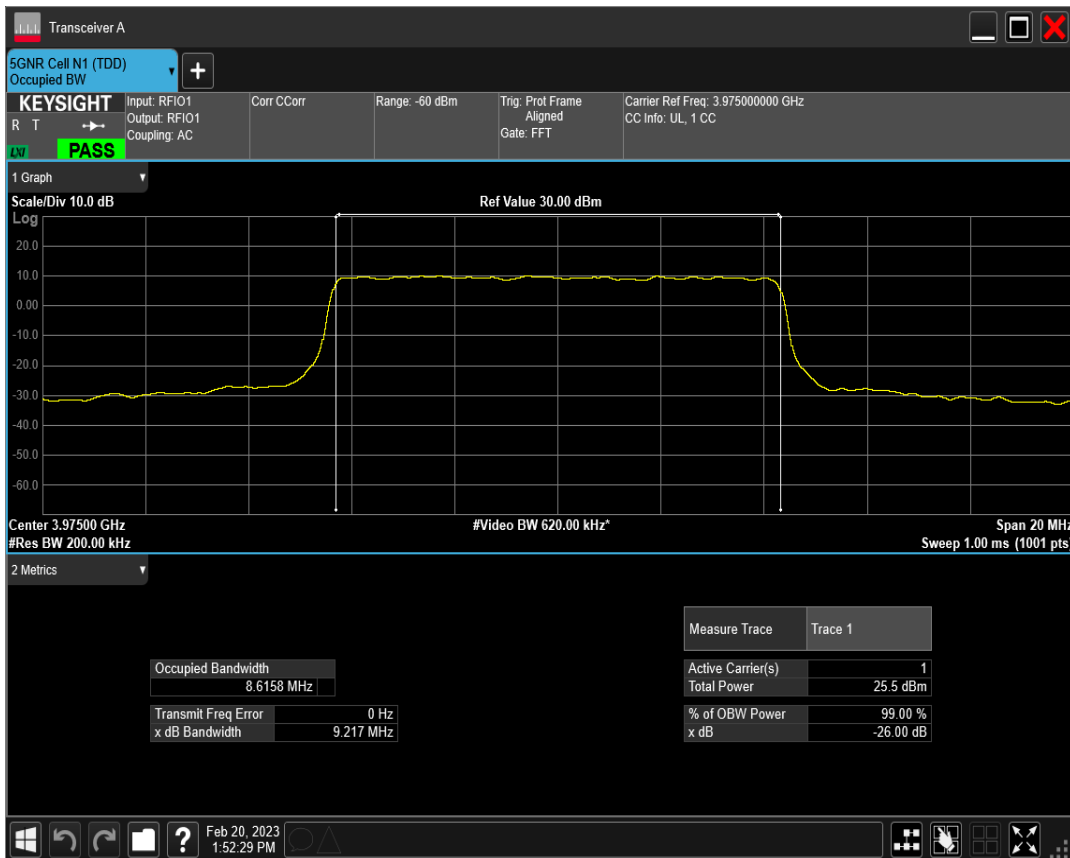 Transceiver A
5GNR Cell N1 (TDD)
Occupied BW
KEYSIGHT Input: RFIO1 Corr CCorr Range: -60 dBm Trig: Prot Frame Carrier Ref Freq: 3.975000000 GHz
R T Output: RFIO1 Aligned CC Info: UL, 1 CC
Coupling: AC Gate: FFT
LXI PASS
1 Graph
Scale/Div 10.0 dB Ref Value 30.00 dBm
Log
20.0
10.0
0.00
-10.0
-20.0
-30.0
-40.0
-50.0
-60.0
Center 3.97500 GHz #Video BW 620.00 kHz* Span 20 MHz
#Res BW 200.00 kHz Sweep 1.00 ms (1001 pts)
2 Metrics
Measure Trace Trace 1
Occupied Bandwidth Active Carrier(s) 1
8.6158 MHz Total Power 25.5 dBm
Transmit Freq Error 0 Hz % of OBW Power 99.00 %
x dB Bandwidth 9.217 MHz x dB -26.00 dB
? Feb 20, 2023
1:52:29 PM